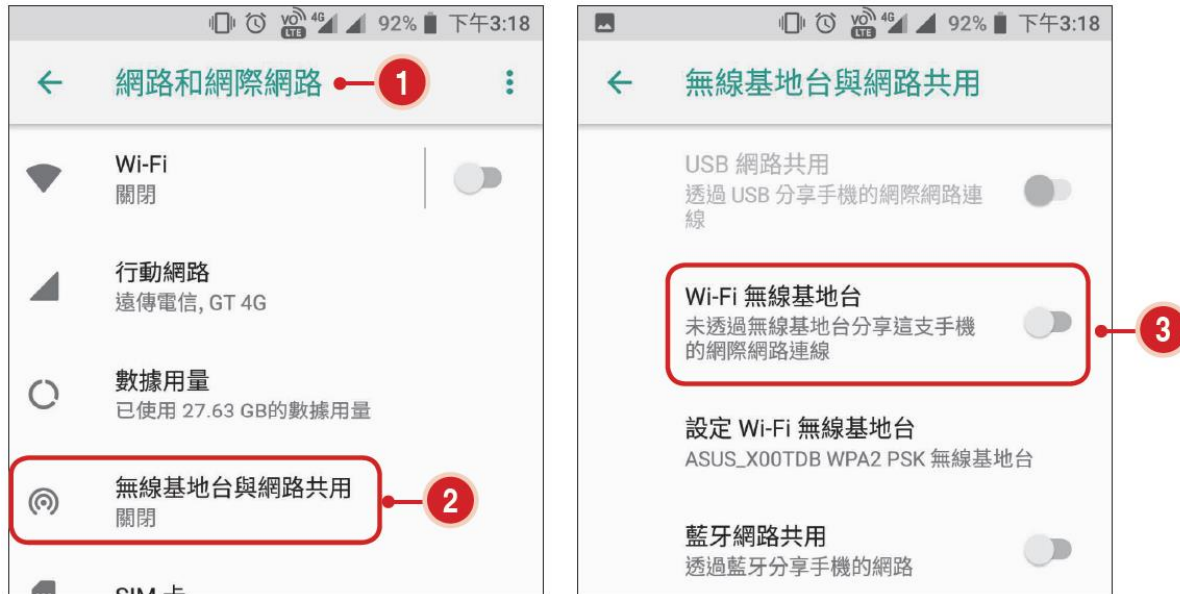 VO LTE 4G 92% 下午3:18
網路和網際網路
1
Wi-Fi
關閉
行動網路
遠傳電信, GT 4G
數據用量
已使用 27.63 GB的數據用量
無線基地台與網路共用
關閉
2
SIM 卡
VO LTE 4G 92% 下午3:18
無線基地台與網路共用
USB 網路共用
透過 USB 分享手機的網際網路連
線
Wi-Fi 無線基地台
未透過無線基地台分享這支手機
的網際網路連線
3
設定 Wi-Fi 無線基地台
ASUS_X00TDB WPA2 PSK 無線基地台
藍牙網路共用
透過藍牙分享手機的網路